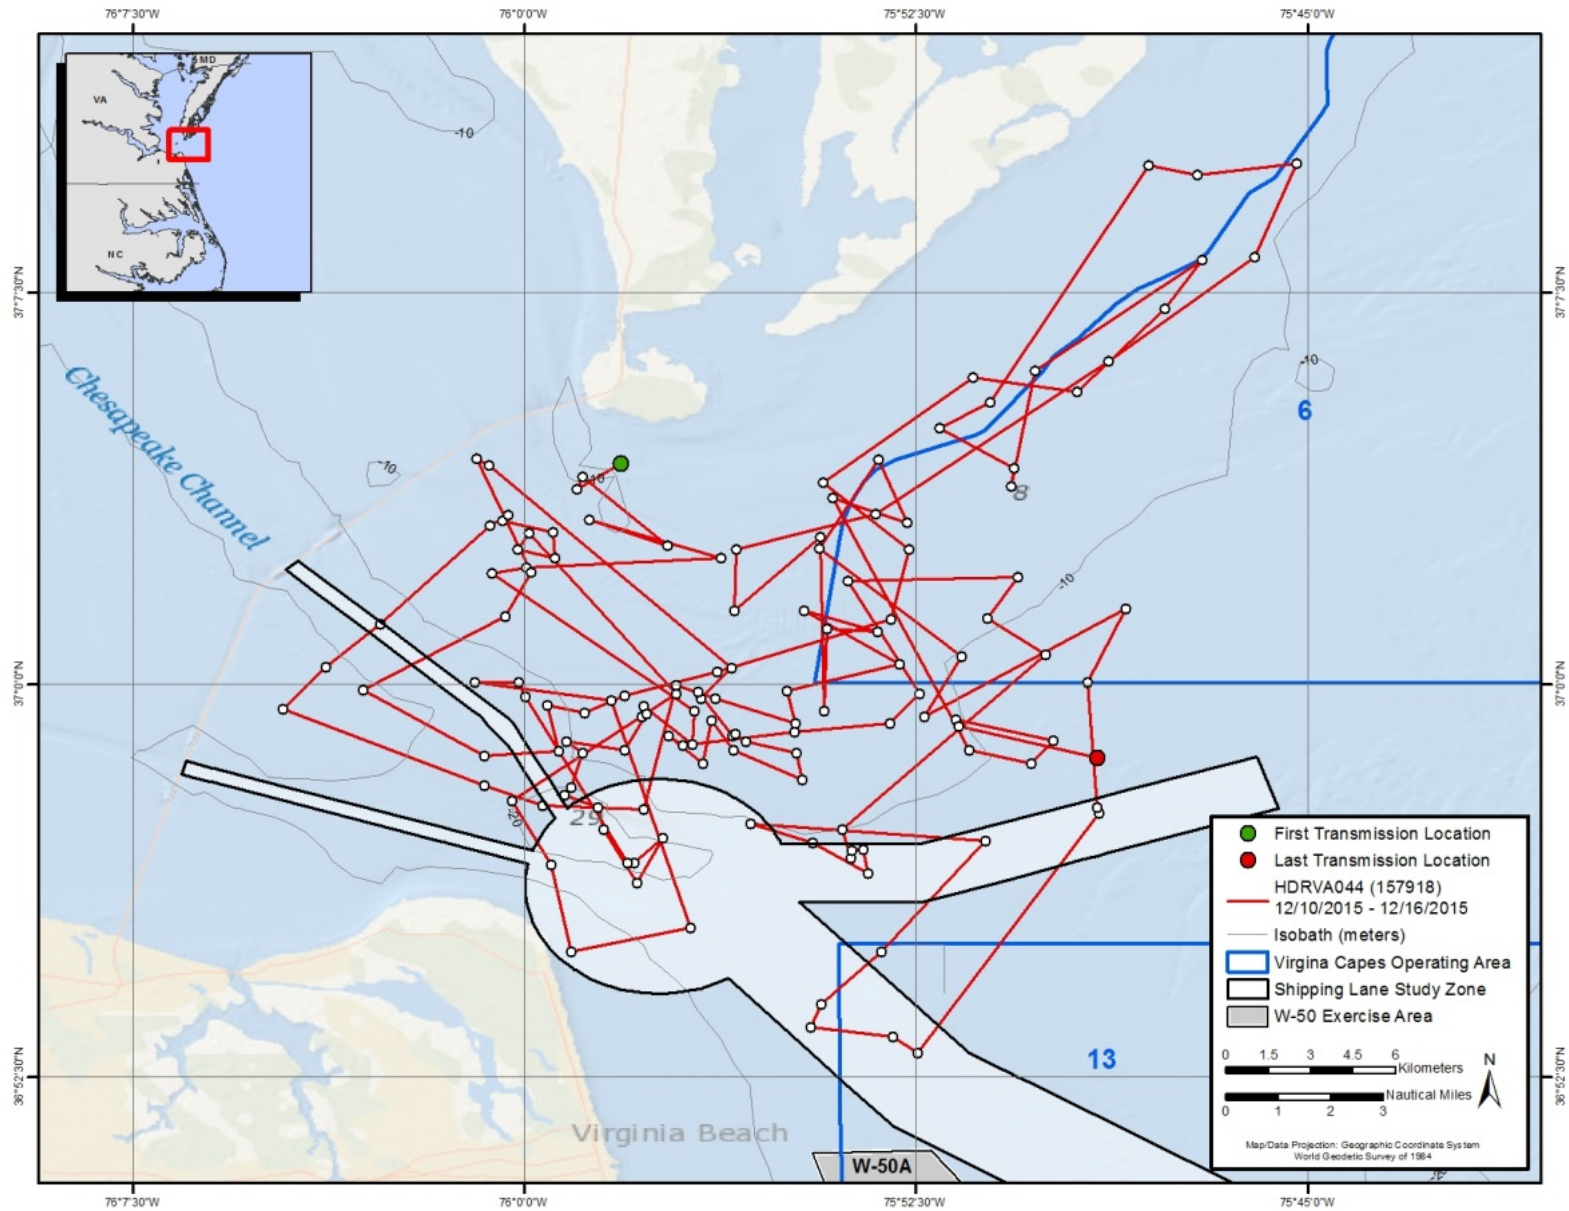 76°7'30"W
76°0'0"W
75°52'30"W
75°45'0"W
MD
VA
NC
-10
37°7'30"N
37°7'30"N
Chesapeake Channel
-10
6
-10
-10
8
-10
37°0'0"N
37°0'0"N
-20
29
First Transmission Location
Last Transmission Location
HDRVA044 (157918)
12/10/2015 - 12/16/2015
Isobath (meters)
Virgina Capes Operating Area
Shipping Lane Study Zone
W-50 Exercise Area
0 1.5 3 4.5 6
Kilometers
N
Nautical Miles
0 1 2 3
Map/Data Projection: Geographic Coordinate System
World Geodetic Survey of 1984
13
36°52'30"N
36°52'30"N
Virginia Beach
W-50A
76°7'30"W
76°0'0"W
75°52'30"W
75°45'0"W